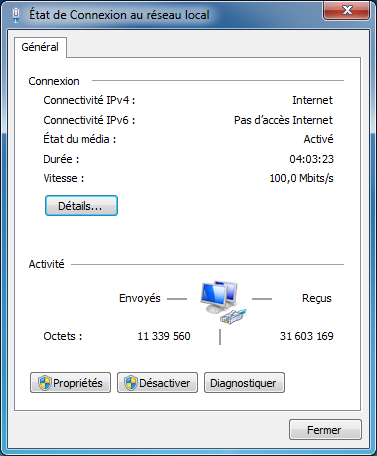 État de Connexion au réseau local
Général
Connexion
Connectivité IPv4 : Internet
Connectivité IPv6 : Pas d'accès Internet
État du média : Activé
Durée : 04:03:23
Vitesse : 100,0 Mbits/s
Détails...
Activité
Envoyés Reçus
Octets : 11 339 560 31 603 169
Propriétés Désactiver Diagnostiquer
Fermer